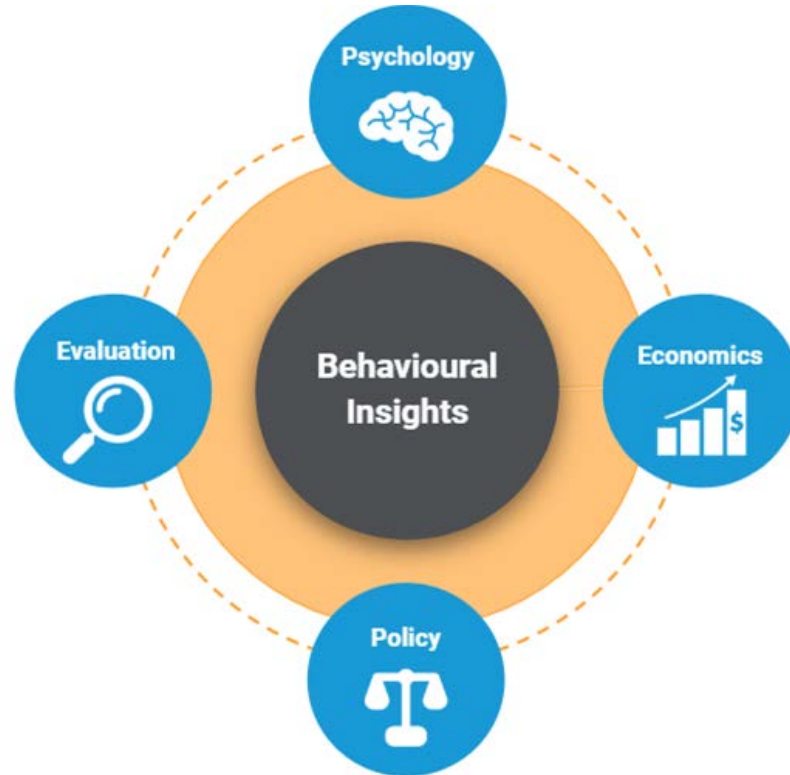 Psychology
Evaluation
Behavioural
Insights
Economics
$
Policy